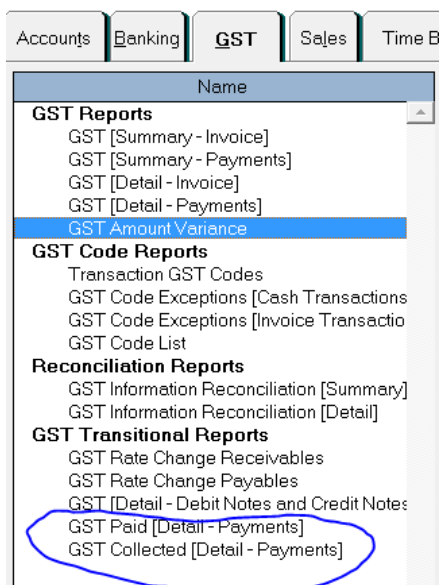 Accounts Banking GST Sales Time B
Name
GST Reports
GST [Summary - Invoice]
GST [Summary - Payments]
GST [Detail - Invoice]
GST [Detail - Payments]
GST Amount Variance
GST Code Reports
Transaction GST Codes
GST Code Exceptions [Cash Transactions
GST Code Exceptions [Invoice Transactio
GST Code List
Reconciliation Reports
GST Information Reconciliation [Summary]
GST Information Reconciliation [Detail]
GST Transitional Reports
GST Rate Change Receivables
GST Rate Change Payables
GST [Detail - Debit Notes and Credit Notes
GST Paid [Detail - Payments]
GST Collected [Detail - Payments]